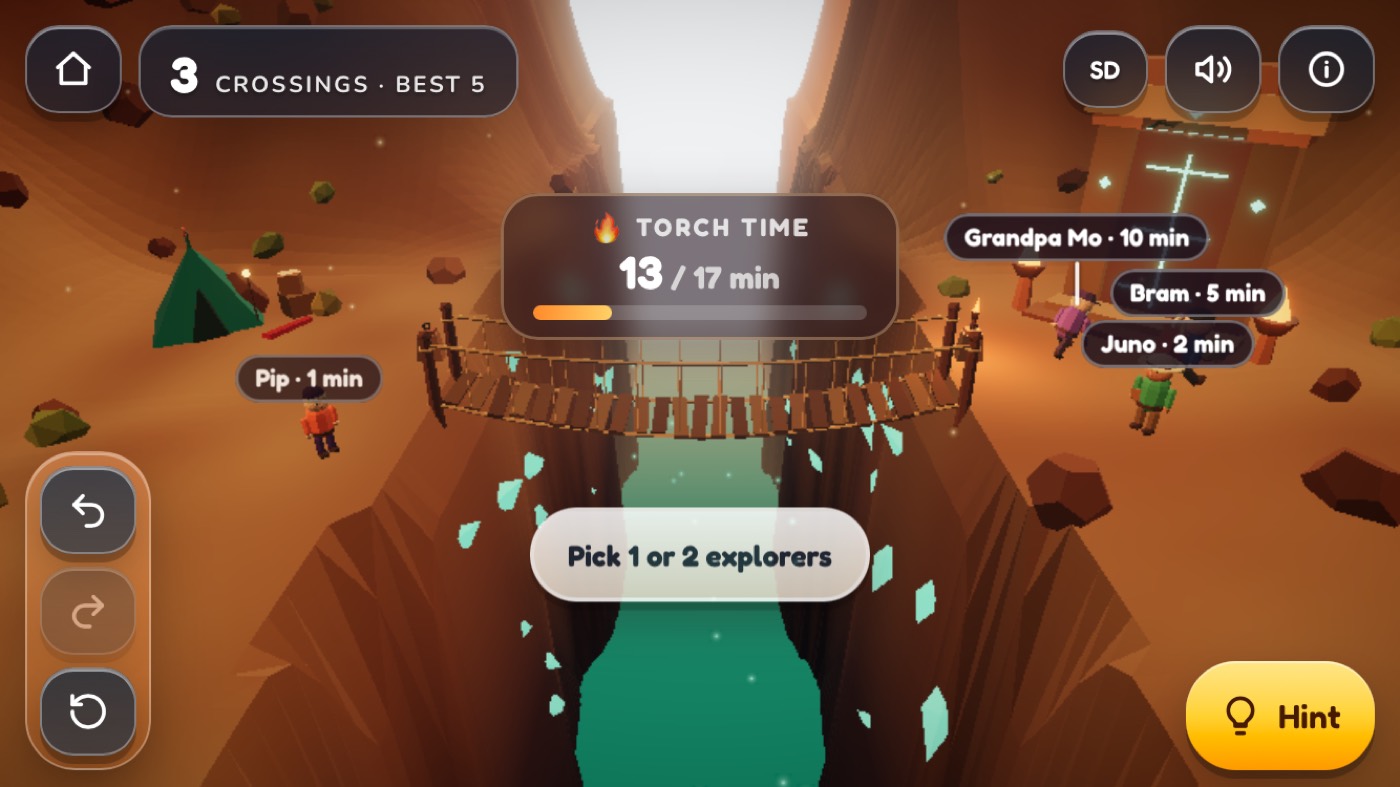 3 CROSSINGS · BEST 5
SD
TORCH TIME
13 / 17 min
Grandpa Mo · 10 min
Bram · 5 min
Juno · 2 min
Pip · 1 min
Pick 1 or 2 explorers
Hint